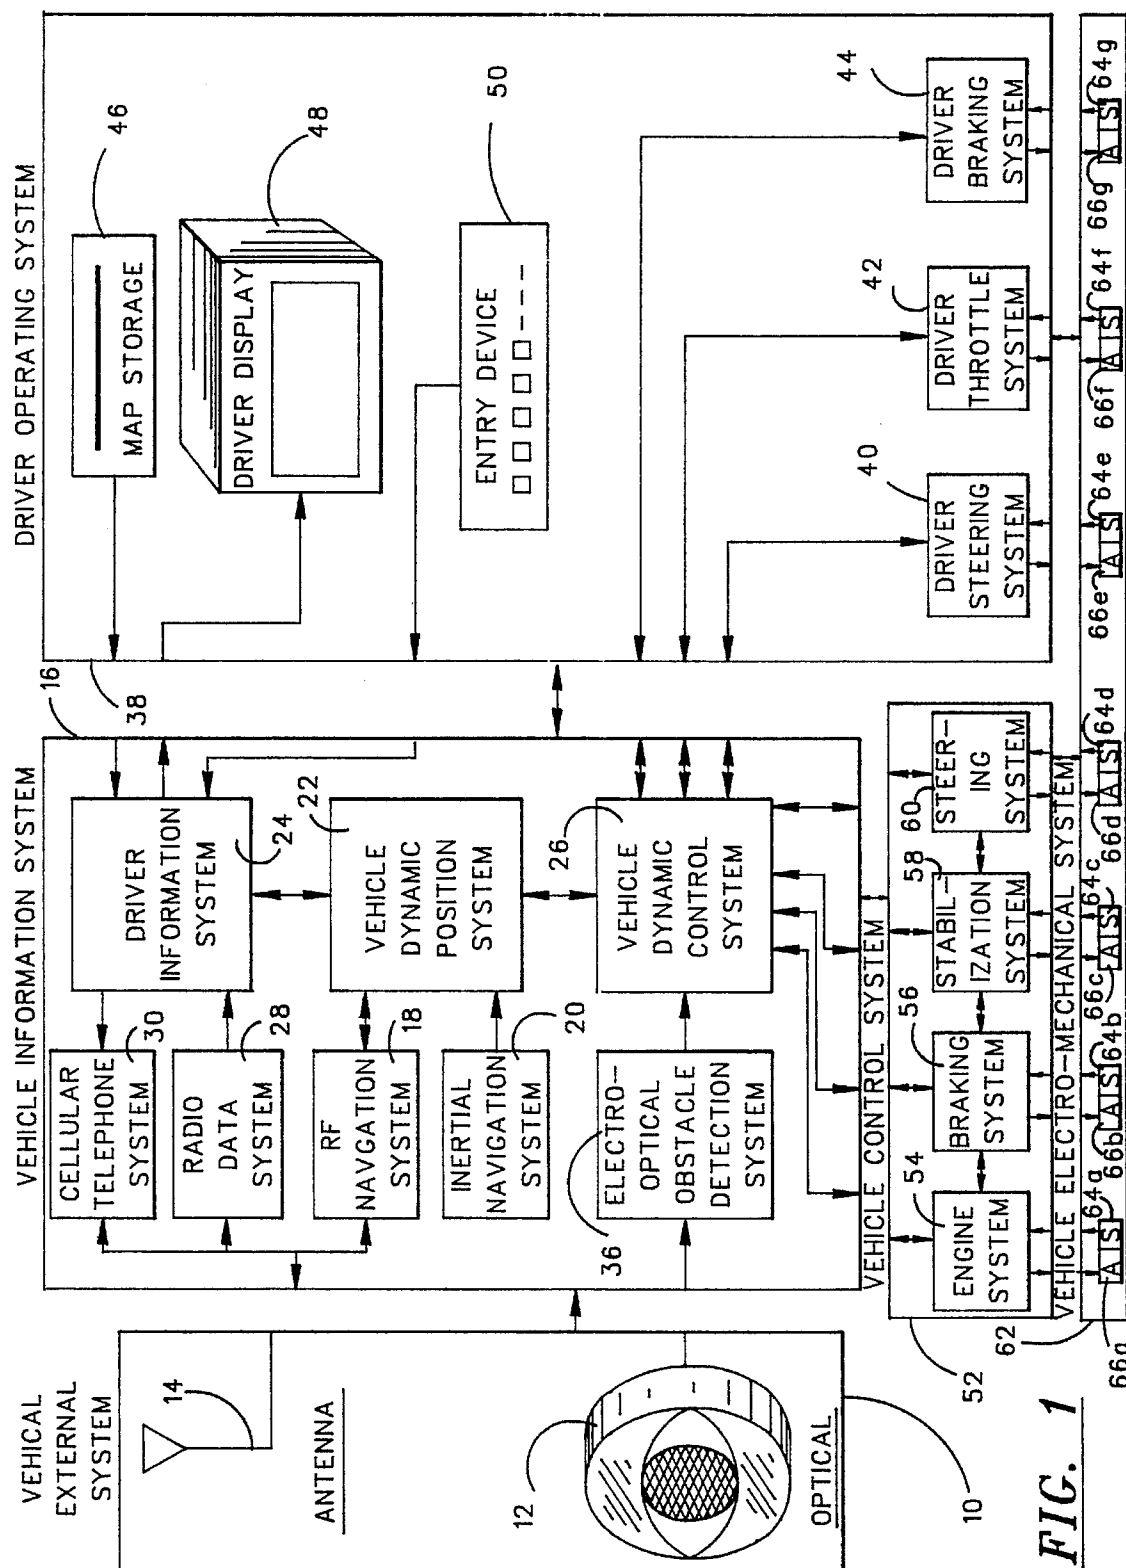 VEHICAL
EXTERNAL
SYSTEM
14
ANTENNA
12
OPTICAL
10
VEHICLE INFORMATION SYSTEM
16
CELLULAR
TELEPHONE
SYSTEM
30
RADIO
DATA
SYSTEM
28
RF
NAVGATION
SYSTEM
18
INERTIAL
NAVIGATION
SYSTEM
20
ELECTRO-
OPTICAL
OBSTACLE
DETECTION
SYSTEM
36
DRIVER
INFORMATION
SYSTEM
24
22
VEHICLE
DYNAMIC
POSITION
SYSTEM
26
VEHICLE
DYNAMIC
CONTROL
SYSTEM
DRIVER OPERATING SYSTEM
38
MAP STORAGE
46
DRIVER DISPLAY
48
ENTRY DEVICE
50
DRIVER
STEERING
SYSTEM
40
DRIVER
THROTTLE
SYSTEM
42
DRIVER
BRAKING
SYSTEM
44
VEHICLE CONTROL SYSTEM
52
ENGINE
SYSTEM
54
BRAKING
SYSTEM
56
STABIL-
IZATION
SYSTEM
58
STEER-
ING
SYSTEM
60
VEHICLE ELECTRO-MECHANICAL SYSTEM
62
66a A S 64a
66b A S 64b
66c A S 64c
66d A S 64d
66e A S 64e
66f A S 64f
66g A S 64g
FIG. 1